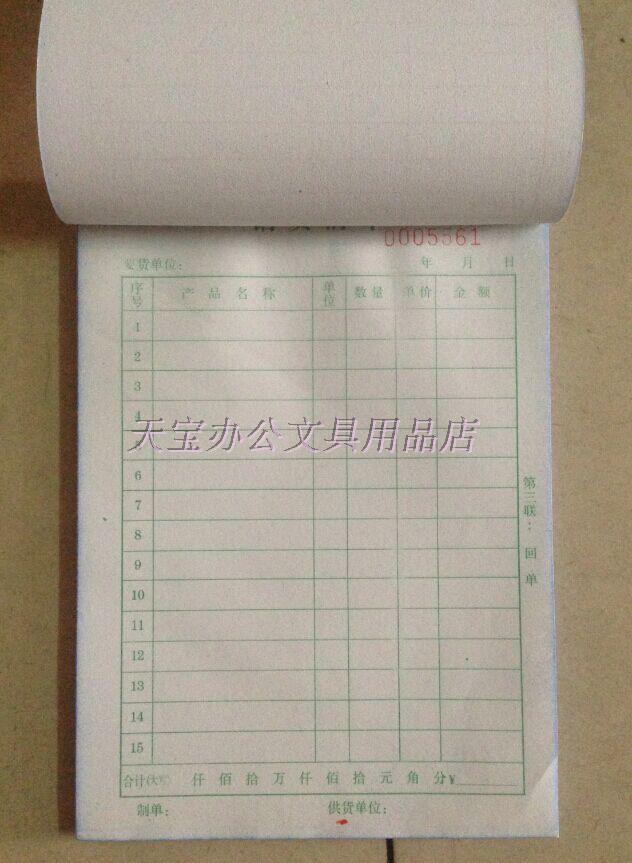 0005561
货单位: 年 月 日
序号 产品名称 单位 数量 单价 金额
1
2
3
4
天宝办公文具用品店
6
7
8
9
10
11
12
13
14
15
合计(大写) 仟佰拾万仟佰拾元角分¥
制单: 供货单位:
第三联:回单